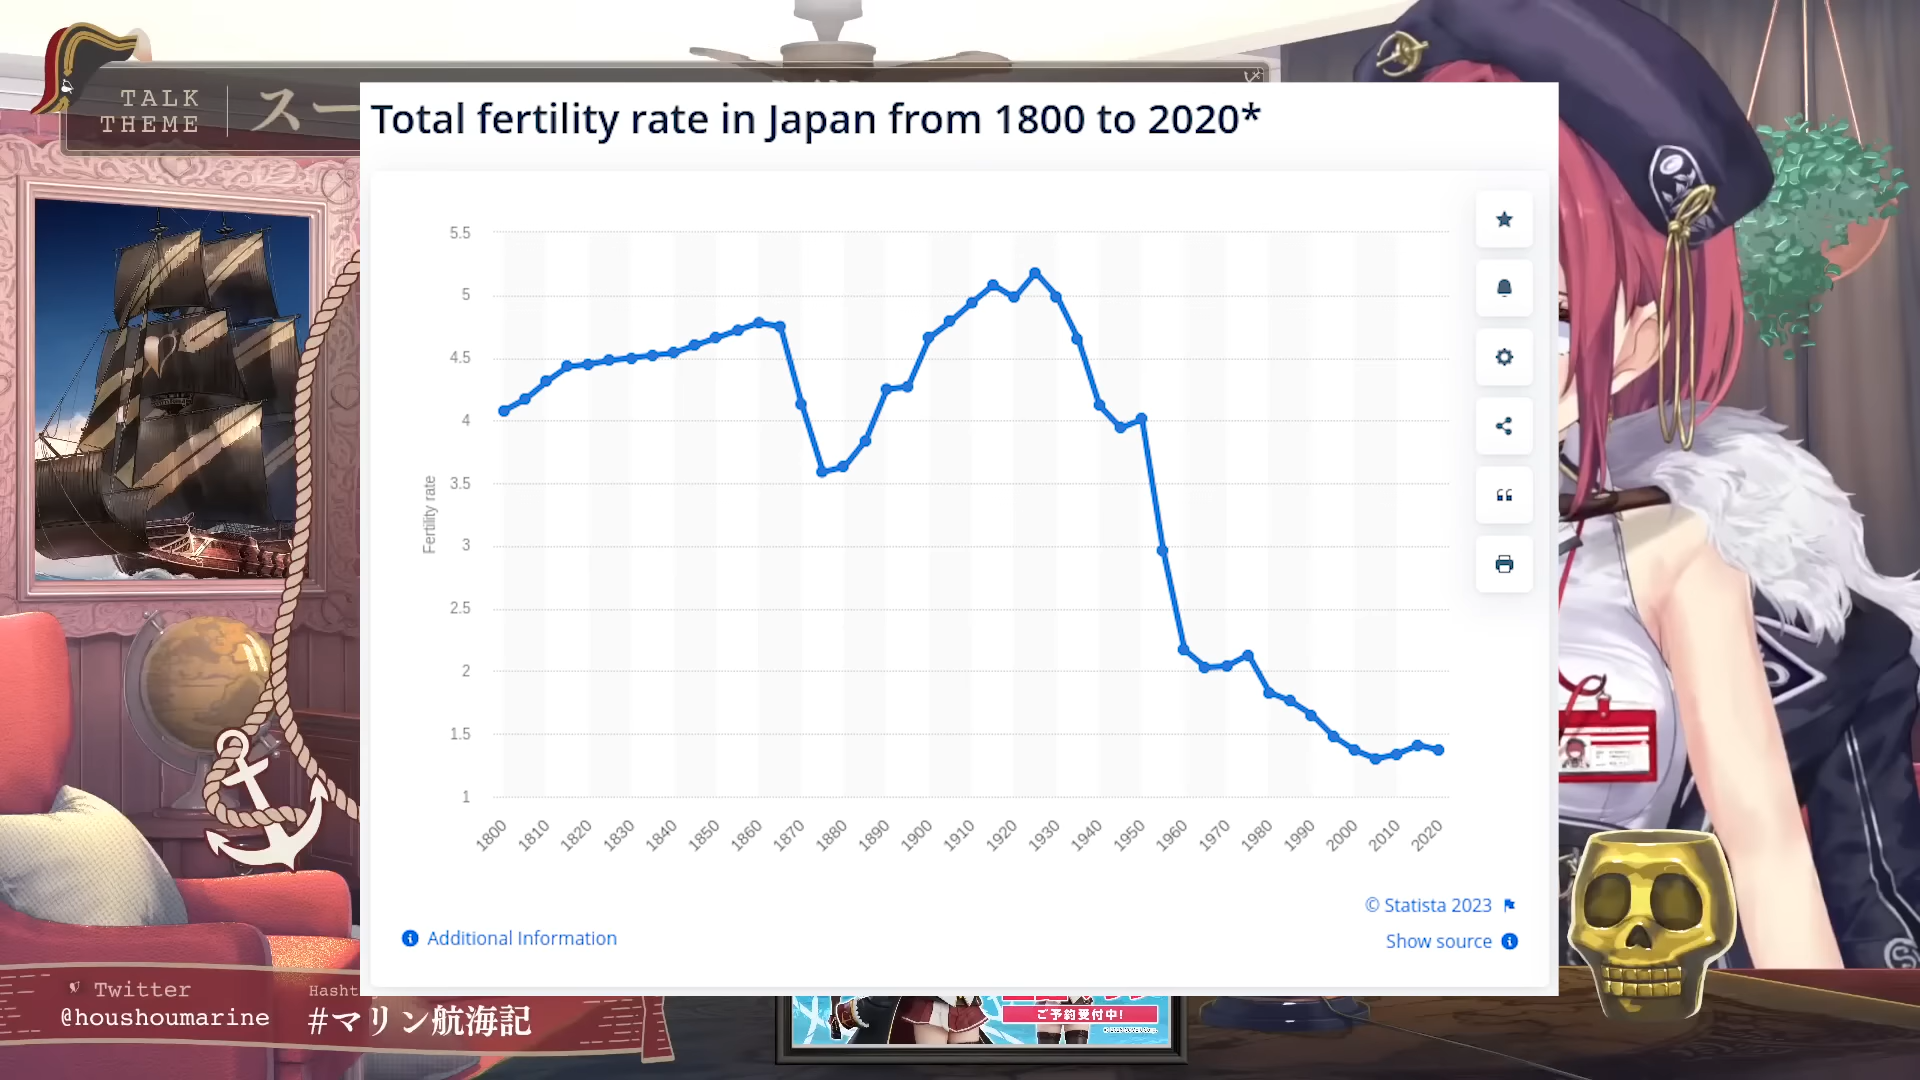 TALK
THEME
スー
Total fertility rate in Japan from 1800 to 2020*
5.5
5
4.5
4
3.5
3
2.5
2
1.5
1
Fertility rate
1800
1810
1820
1830
1840
1850
1860
1870
1880
1890
1900
1910
1920
1930
1940
1950
1960
1970
1980
1990
2000
2010
2020
© Statista 2023
Additional Information
Show source
Twitter
@houshoumarine
Hasht
#マリン航海記
ご予約受付中!